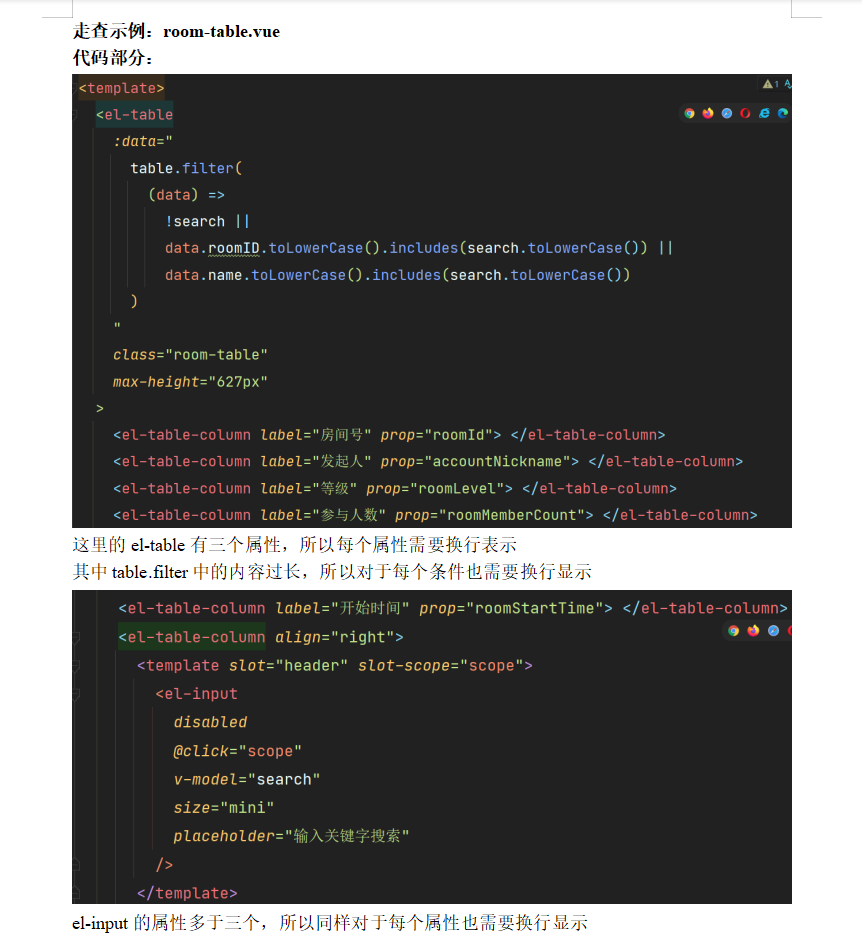 走查示例：room-table.vue
代码部分：
<template>
1
<el-table
:data="
table.filter(
(data) =>
!search ||
data.roomID.toLowerCase().includes(search.toLowerCase()) ||
data.name.toLowerCase().includes(search.toLowerCase())
)
"
class="room-table"
max-height="627px"
>
<el-table-column label="房间号" prop="roomId"> </el-table-column>
<el-table-column label="发起人" prop="accountNickname"> </el-table-column>
<el-table-column label="等级" prop="roomLevel"> </el-table-column>
<el-table-column label="参与人数" prop="roomMemberCount"> </el-table-column>
这里的 el-table 有三个属性，所以每个属性需要换行表示
其中 table.filter 中的内容过长，所以对于每个条件也需要换行显示
<el-table-column label="开始时间" prop="roomStartTime"> </el-table-column>
<el-table-column align="right">
<template slot="header" slot-scope="scope">
<el-input
disabled
@click="scope"
v-model="search"
size="mini"
placeholder="输入关键字搜索"
/>
</template>
el-input 的属性多于三个，所以同样对于每个属性也需要换行显示